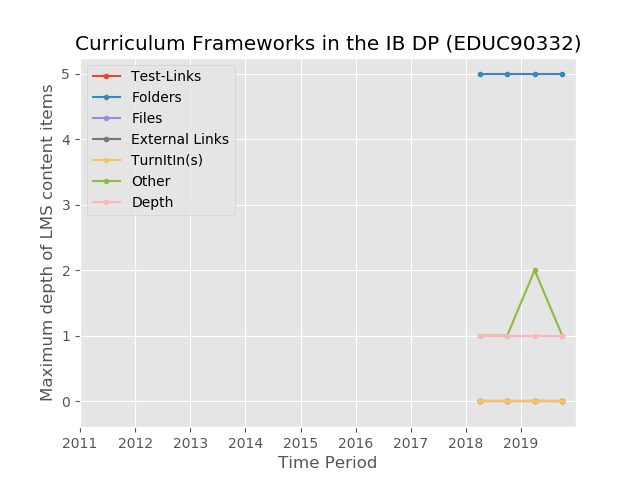 Curriculum Frameworks in the IB DP (EDUC90332)
Maximum depth of LMS content items
5
4
3
2
1
0
Test-Links
Folders
Files
External Links
TurnItIn(s)
Other
Depth
2011 2012 2013 2014 2015 2016 2017 2018 2019
Time Period